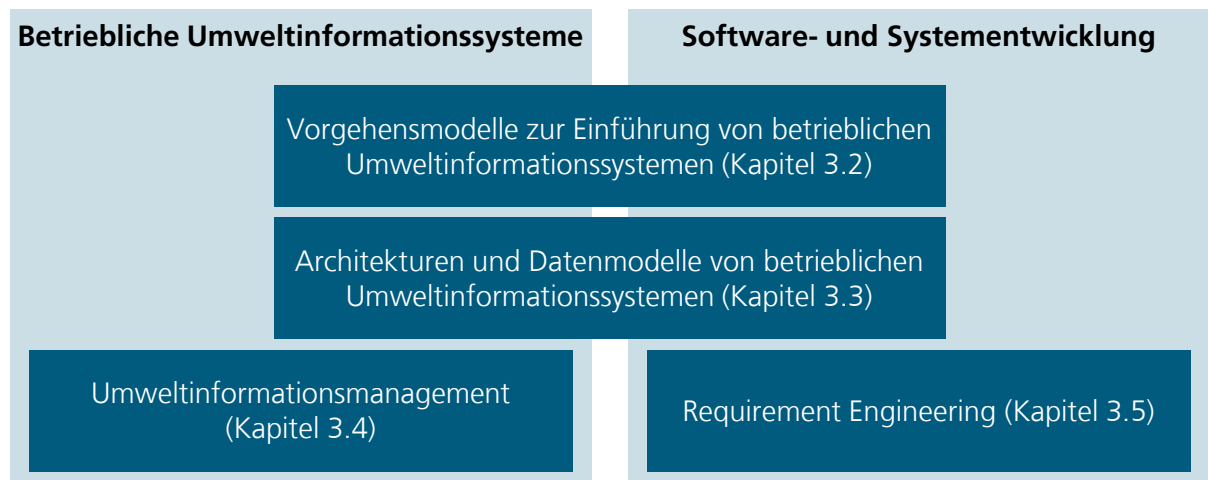 Betriebliche Umweltinformationssysteme
Software- und Systementwicklung
Vorgehensmodelle zur Einführung von betrieblichen
Umweltinformationssystemen (Kapitel 3.2)
Architekturen und Datenmodelle von betrieblichen
Umweltinformationssystemen (Kapitel 3.3)
Umweltinformationsmanagement
(Kapitel 3.4)
Requirement Engineering (Kapitel 3.5)